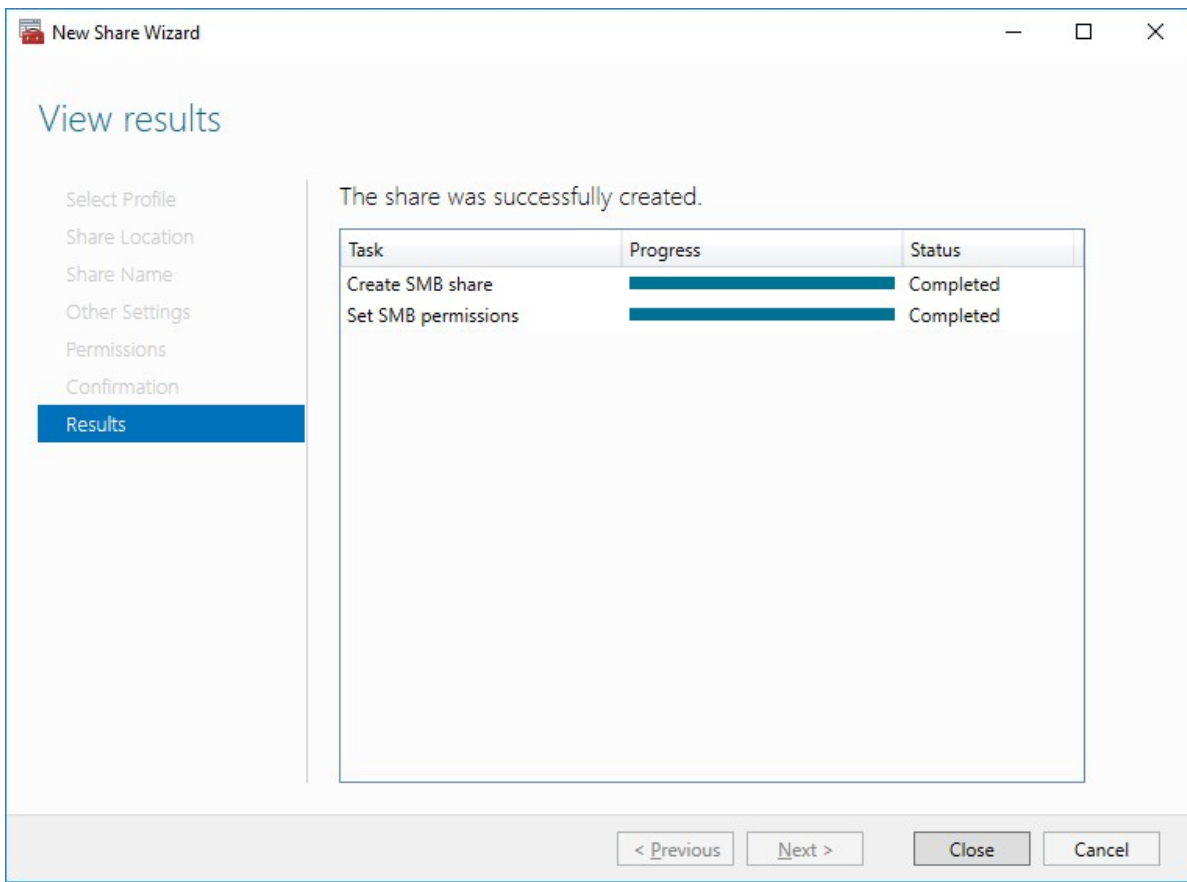 New Share Wizard
View results
Select Profile
Share Location
Share Name
Other Settings
Permissions
Confirmation
Results
The share was successfully created.
Task Progress Status
Create SMB share Completed
Set SMB permissions Completed
< Previous Next > Close Cancel